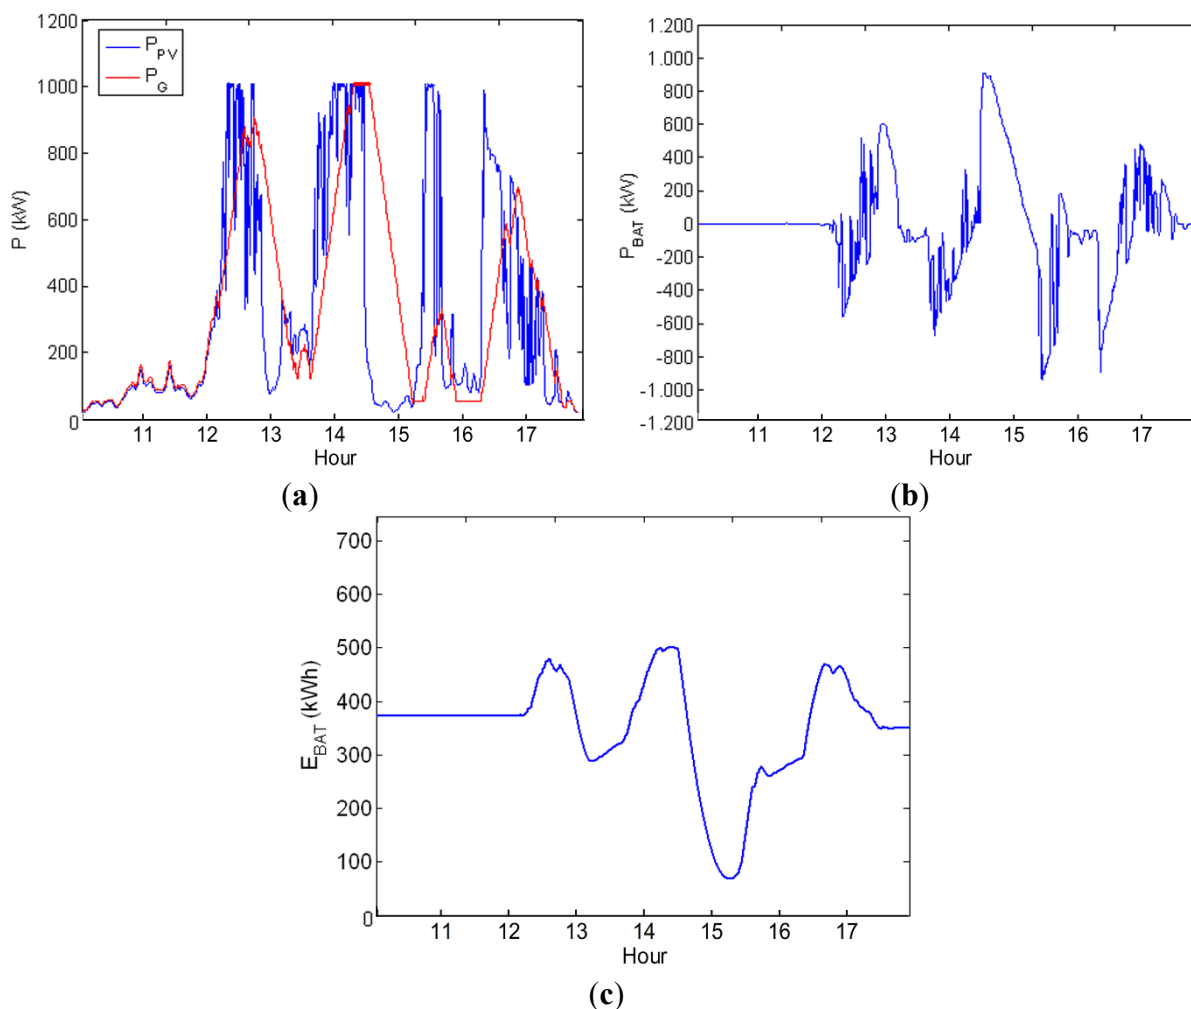 1200
1000
800
600
400
200
0
P (kW)
P_PV
P_G
11 12 13 14 15 16 17
Hour
(a)
1.200
1.000
800
600
400
200
0
-200
-400
-600
-800
-1.000
-1.200
P_BAT (kW)
11 12 13 14 15 16 17
Hour
(b)
700
600
500
400
300
200
100
0
E_BAT (kWh)
11 12 13 14 15 16 17
Hour
(c)